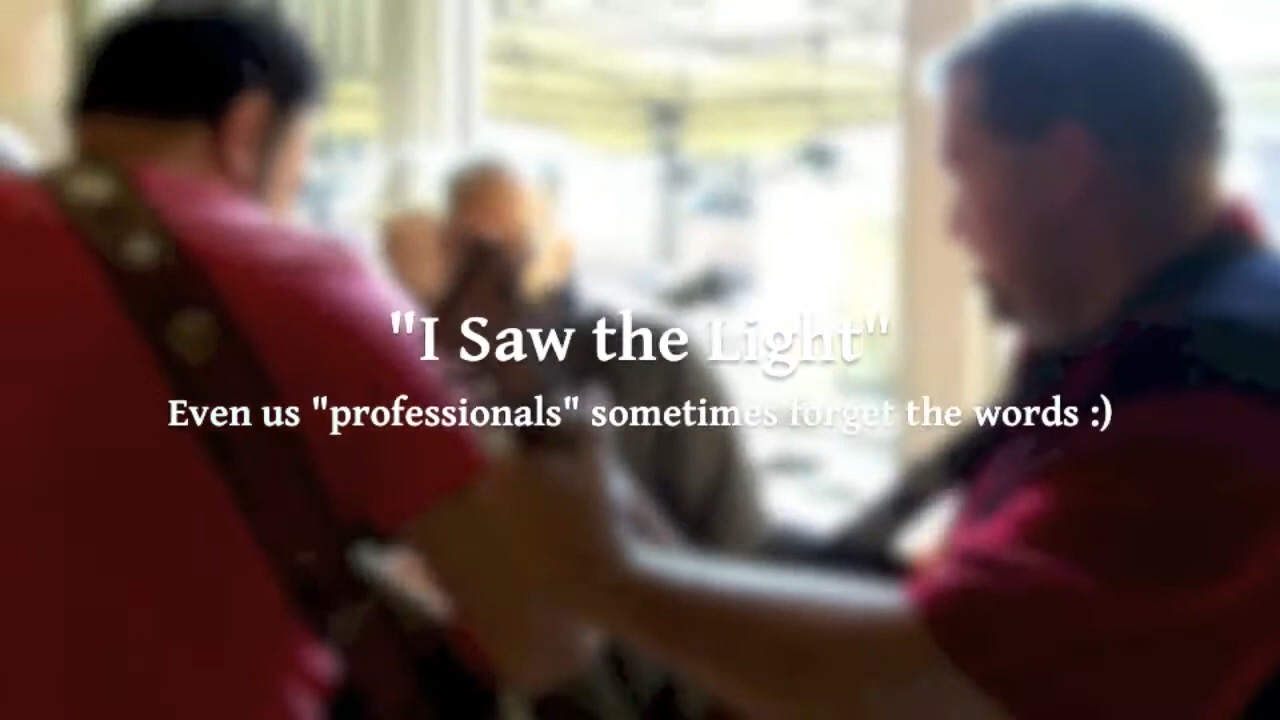 "I Saw the Light"
Even us "professionals" sometimes forget the words :)